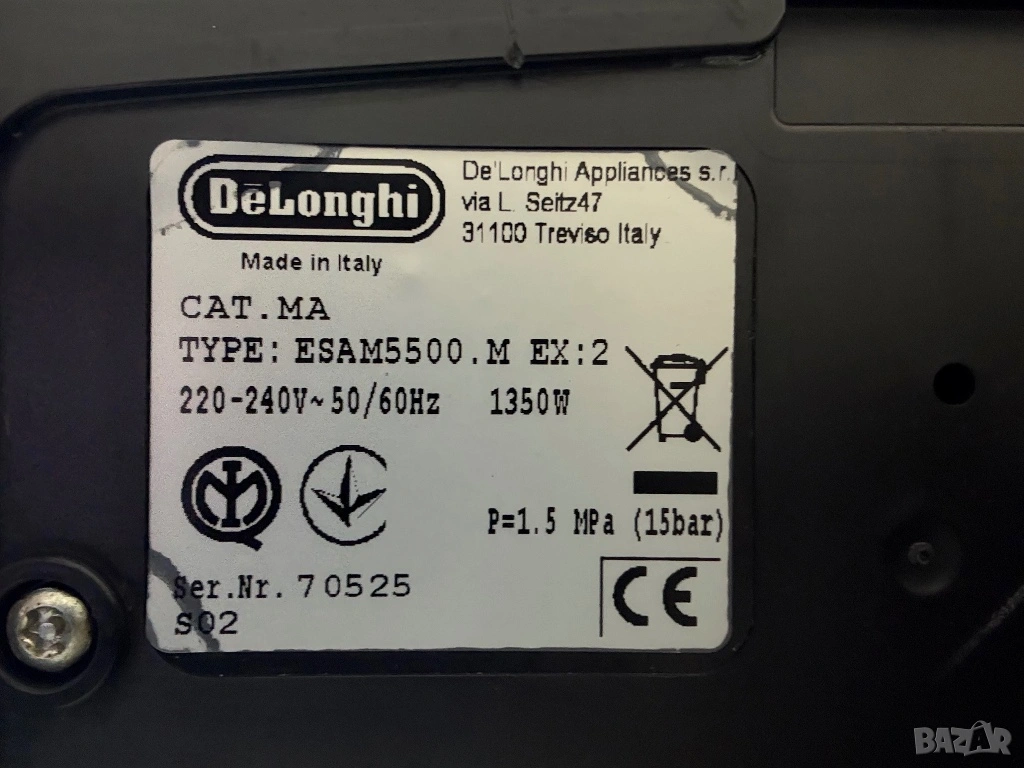 DeLonghi
Made in Italy
De'Longhi Appliances s.r.l
via L. Seitz47
31100 Treviso Italy
CAT.MA
TYPE: ESAM5500.M EX:2
220-240V~50/60Hz 1350W
P=1.5 MPa (15bar)
Ser.Nr. 70525
S02
CE
BAZAR